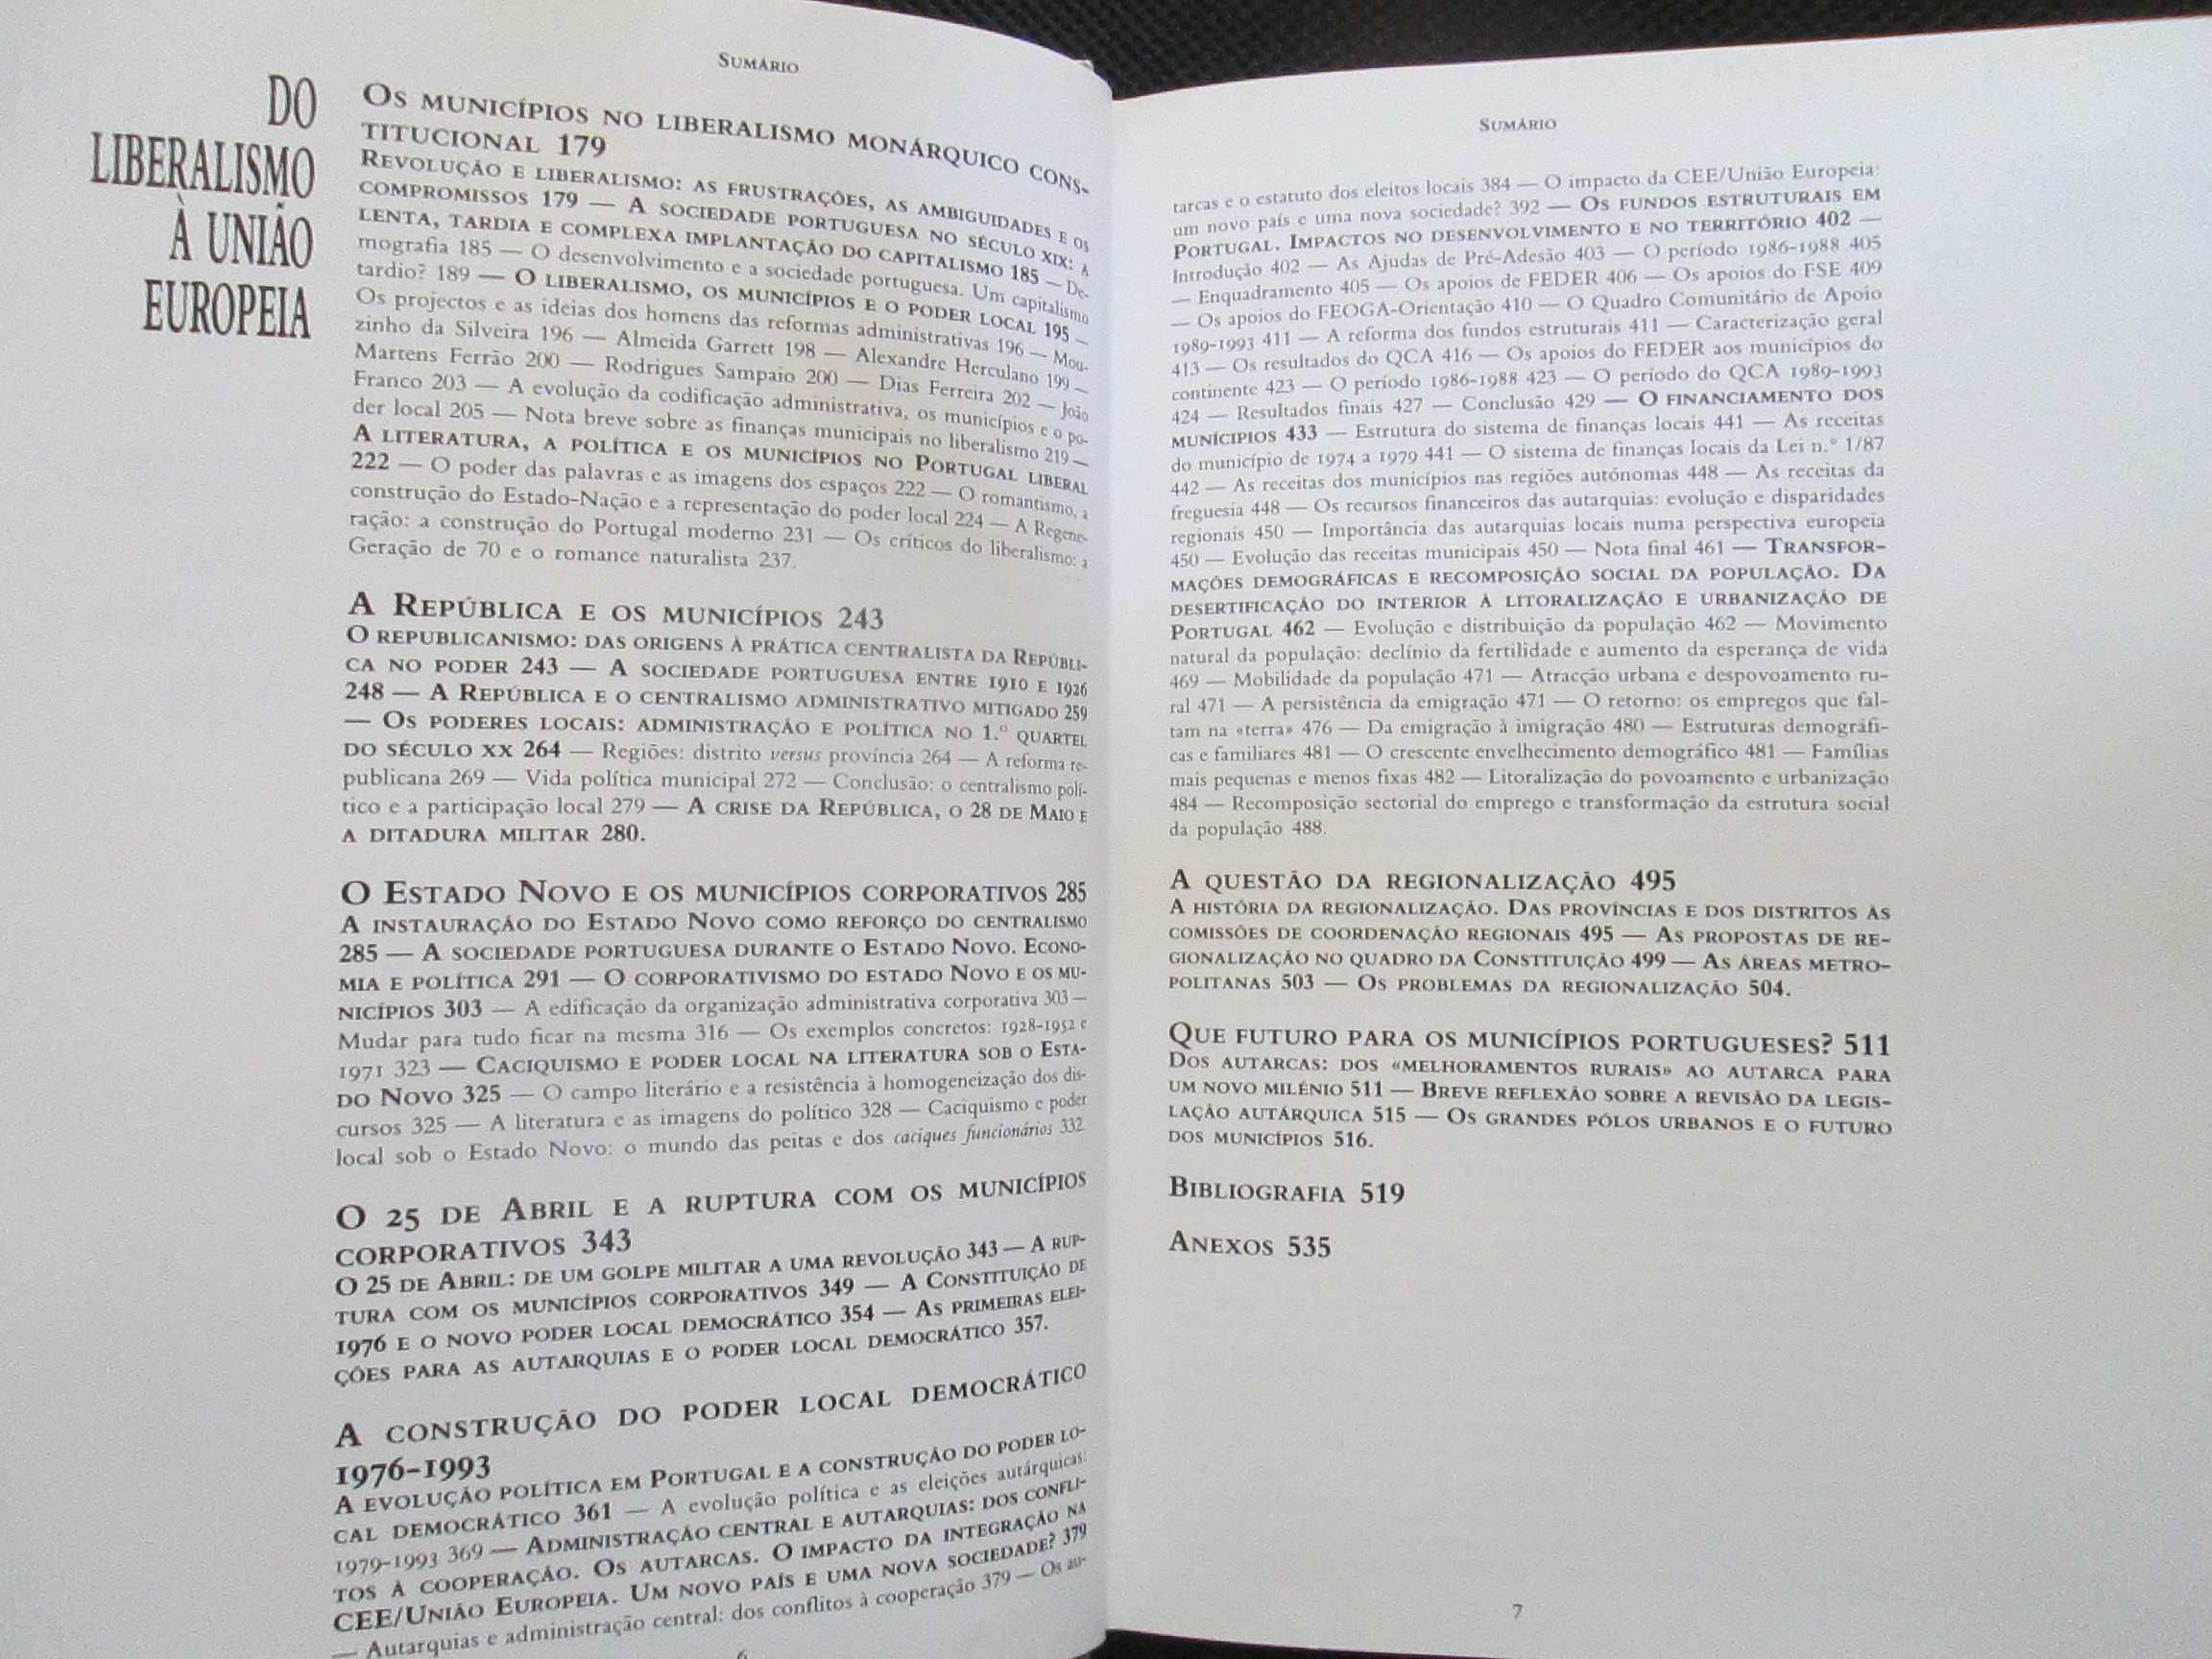 SUMÁRIO
DO
LIBERALISMO
À UNIÃO
EUROPEIA
OS MUNICÍPIOS NO LIBERALISMO MONÁRQUICO CONS-
TITUCIONAL 179
REVOLUÇÃO E LIBERALISMO: AS FRUSTRAÇÕES, AS AMBIGUIDADES E OS
COMPROMISSOS 179 — A SOCIEDADE PORTUGUESA NO SÉCULO XIX: A
LENTA, TARDIA E COMPLEXA IMPLANTAÇÃO DO CAPITALISMO 185 — De-
mografia 185 — O desenvolvimento e a sociedade portuguesa. Um capitalismo
tardio? 189 — O LIBERALISMO, OS MUNICÍPIOS E O PODER LOCAL 195 —
Os projectos e as ideias dos homens das reformas administrativas 196 — Mou-
zinho da Silveira 196 — Almeida Garrett 198 — Alexandre Herculano 199 —
Martens Ferrão 200 — Rodrigues Sampaio 200 — Dias Ferreira 202 — João
Franco 203 — A evolução da codificação administrativa, os municípios e o po-
der local 205 — Nota breve sobre as finanças municipais no liberalismo 219 —
A LITERATURA, A POLÍTICA E OS MUNICÍPIOS NO PORTUGAL LIBERAL
222 — O poder das palavras e as imagens dos espaços 222 — O romantismo, a
construção do Estado-Nação e a representação do poder local 224 — A Regene-
ração: a construção do Portugal moderno 231 — Os críticos do liberalismo: a
Geração de 70 e o romance naturalista 237.
A REPÚBLICA E OS MUNICÍPIOS 243
O REPUBLICANISMO: DAS ORIGENS À PRÁTICA CENTRALISTA DA REPÚBLI-
CA NO PODER 243 — A SOCIEDADE PORTUGUESA ENTRE 1910 E 1926
248 — A REPÚBLICA E O CENTRALISMO ADMINISTRATIVO MITIGADO 259
— OS PODERES LOCAIS: ADMINISTRAÇÃO E POLÍTICA NO 1.º QUARTEL
DO SÉCULO XX 264 — Regiões: distrito versus província 264 — A reforma re-
publicana 269 — Vida política municipal 272 — Conclusão: o centralismo polí-
tico e a participação local 279 — A CRISE DA REPÚBLICA, O 28 DE MAIO E
A DITADURA MILITAR 280.
O ESTADO NOVO E OS MUNICÍPIOS CORPORATIVOS 285
A INSTAURAÇÃO DO ESTADO NOVO COMO REFORÇO DO CENTRALISMO
285 — A SOCIEDADE PORTUGUESA DURANTE O ESTADO NOVO. ECONO-
MIA E POLÍTICA 291 — O CORPORATIVISMO DO ESTADO NOVO E OS MU-
NICÍPIOS 303 — A edificação da organização administrativa corporativa 303 —
Mudar para tudo ficar na mesma 316 — Os exemplos concretos: 1928-1952 e
1971 323 — CACIQUISMO E PODER LOCAL NA LITERATURA SOB O ESTA-
DO NOVO 325 — O campo literário e a resistência à homogeneização dos dis-
cursos 325 — A literatura e as imagens do político 328 — Caciquismo e poder
local sob o Estado Novo: o mundo das peitas e dos caciques funcionários 332.
O 25 DE ABRIL E A RUPTURA COM OS MUNICÍPIOS
CORPORATIVOS 343
O 25 DE ABRIL: DE UM GOLPE MILITAR A UMA REVOLUÇÃO 343 — A RUP-
TURA COM OS MUNICÍPIOS CORPORATIVOS 349 — A CONSTITUIÇÃO DE
1976 E O NOVO PODER LOCAL DEMOCRÁTICO 354 — AS PRIMEIRAS ELEI-
ÇÕES PARA AS AUTARQUIAS E O PODER LOCAL DEMOCRÁTICO 357.
A CONSTRUÇÃO DO PODER LOCAL DEMOCRÁTICO
1976-1993
A EVOLUÇÃO POLÍTICA EM PORTUGAL E A CONSTRUÇÃO DO PODER LO-
CAL DEMOCRÁTICO 361 — A evolução política e as eleições autárquicas:
1979-1993 369 — ADMINISTRAÇÃO CENTRAL E AUTARQUIAS: DOS CONFLI-
TOS À COOPERAÇÃO. OS AUTARCAS. O IMPACTO DA INTEGRAÇÃO NA
CEE/UNIÃO EUROPEIA. UM NOVO PAÍS E UMA NOVA SOCIEDADE? 379
— Autarquias e administração central: dos conflitos à cooperação 379 — Os au-
6
SUMÁRIO
tarcas e o estatuto dos eleitos locais 384 — O impacto da CEE/União Europeia:
um novo país e uma nova sociedade? 392 — OS FUNDOS ESTRUTURAIS EM
PORTUGAL. IMPACTOS NO DESENVOLVIMENTO E NO TERRITÓRIO 402 —
Introdução 402 — As Ajudas de Pré-Adesão 403 — O período 1986-1988 405
— Enquadramento 405 — Os apoios de FEDER 406 — Os apoios do FSE 409
— Os apoios do FEOGA-Orientação 410 — O Quadro Comunitário de Apoio
1989-1993 411 — A reforma dos fundos estruturais 411 — Caracterização geral
413 — Os resultados do QCA 416 — Os apoios do FEDER aos municípios do
continente 423 — O período 1986-1988 423 — O período do QCA 1989-1993
424 — Resultados finais 427 — Conclusão 429 — O FINANCIAMENTO DOS
MUNÍCIPIOS 433 — Estrutura do sistema de finanças locais 441 — As receitas
do município de 1974 a 1979 441 — O sistema de finanças locais da Lei n.º 1/87
442 — As receitas dos municípios nas regiões autónomas 448 — As receitas da
freguesia 448 — Os recursos financeiros das autarquias: evolução e disparidades
regionais 450 — Importância das autarquias locais numa perspectiva europeia
450 — Evolução das receitas municipais 450 — Nota final 461 — TRANSFOR-
MAÇÕES DEMOGRÁFICAS E RECOMPOSIÇÃO SOCIAL DA POPULAÇÃO. DA
DESERTIFICAÇÃO DO INTERIOR À LITORALIZAÇÃO E URBANIZAÇÃO DE
PORTUGAL 462 — Evolução e distribuição da população 462 — Movimento
natural da população: declínio da fertilidade e aumento da esperança de vida
469 — Mobilidade da população 471 — Atracção urbana e despovoamento ru-
ral 471 — A persistência da emigração 471 — O retorno: os empregos que fal-
tam na «terra» 476 — Da emigração à imigração 480 — Estruturas demográfi-
cas e familiares 481 — O crescente envelhecimento demográfico 481 — Famílias
mais pequenas e menos fixas 482 — Litoralização do povoamento e urbanização
484 — Recomposição sectorial do emprego e transformação da estrutura social
da população 488.
A QUESTÃO DA REGIONALIZAÇÃO 495
A HISTÓRIA DA REGIONALIZAÇÃO. DAS PROVÍNCIAS E DOS DISTRITOS ÀS
COMISSÕES DE COORDENAÇÃO REGIONAIS 495 — AS PROPOSTAS DE RE-
GIONALIZAÇÃO NO QUADRO DA CONSTITUIÇÃO 499 — AS ÁREAS METRO-
POLITANAS 503 — OS PROBLEMAS DA REGIONALIZAÇÃO 504.
QUE FUTURO PARA OS MUNICÍPIOS PORTUGUESES? 511
DOS AUTARCAS: DOS «MELHORAMENTOS RURAIS» AO AUTARCA PARA
UM NOVO MILÉNIO 511 — BREVE REFLEXÃO SOBRE A REVISÃO DA LEGIS-
LAÇÃO AUTÁRQUICA 515 — OS GRANDES PÓLOS URBANOS E O FUTURO
DOS MUNICÍPIOS 516.
BIBLIOGRAFIA 519
ANEXOS 535
7